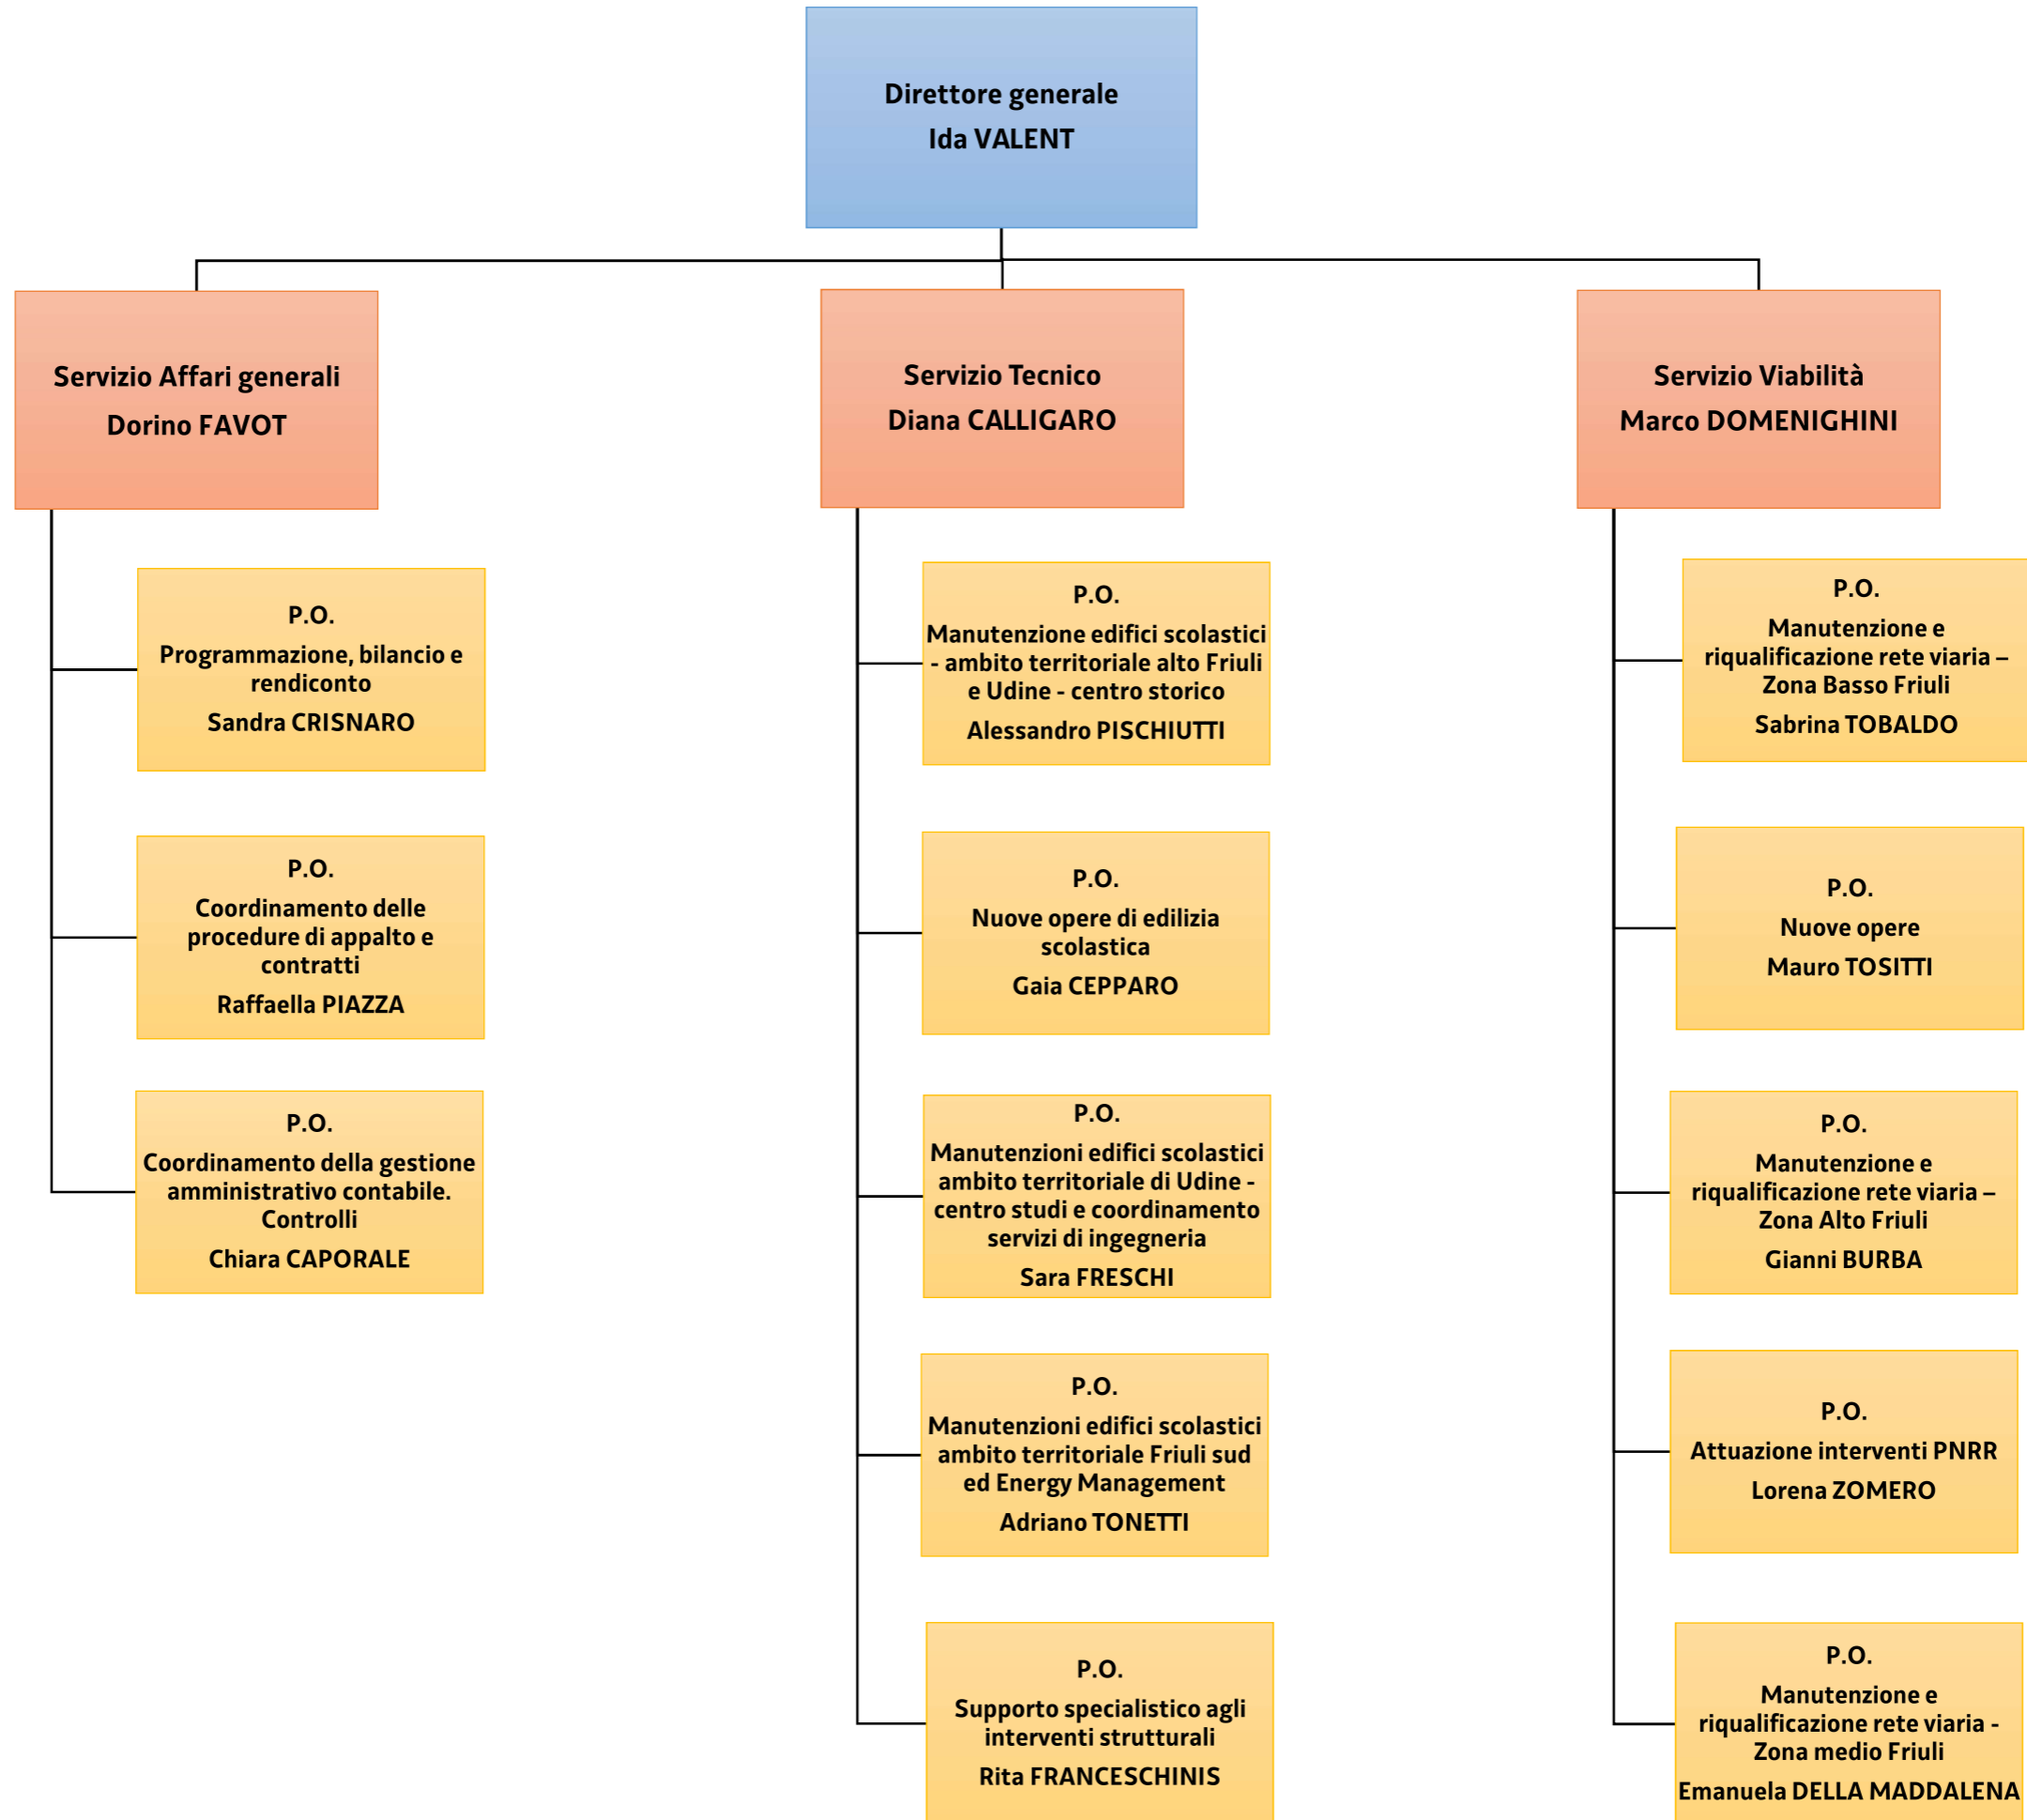 Direttore generale
Ida VALENT
Servizio Affari generali
Dorino FAVOT
P.O.
Programmazione, bilancio e
rendiconto
Sandra CRISNARO
P.O.
Coordinamento delle
procedure di appalto e
contratti
Raffaella PIAZZA
P.O.
Coordinamento della gestione
amministrativo contabile.
Controlli
Chiara CAPORALE
Servizio Tecnico
Diana CALLIGARO
P.O.
Manutenzione edifici scolastici
- ambito territoriale alto Friuli
e Udine - centro storico
Alessandro PISCHIUTTI
P.O.
Nuove opere di edilizia
scolastica
Gaia CEPPARO
P.O.
Manutenzioni edifici scolastici
ambito territoriale di Udine -
centro studi e coordinamento
servizi di ingegneria
Sara FRESCHI
P.O.
Manutenzioni edifici scolastici
ambito territoriale Friuli sud
ed Energy Management
Adriano TONETTI
P.O.
Supporto specialistico agli
interventi strutturali
Rita FRANCESCHINIS
Servizio Viabilità
Marco DOMENIGHINI
P.O.
Manutenzione e
riqualificazione rete viaria –
Zona Basso Friuli
Sabrina TOBALDO
P.O.
Nuove opere
Mauro TOSITTI
P.O.
Manutenzione e
riqualificazione rete viaria –
Zona Alto Friuli
Gianni BURBA
P.O.
Attuazione interventi PNRR
Lorena ZOMERO
P.O.
Manutenzione e
riqualificazione rete viaria -
Zona medio Friuli
Emanuela DELLA MADDALENA